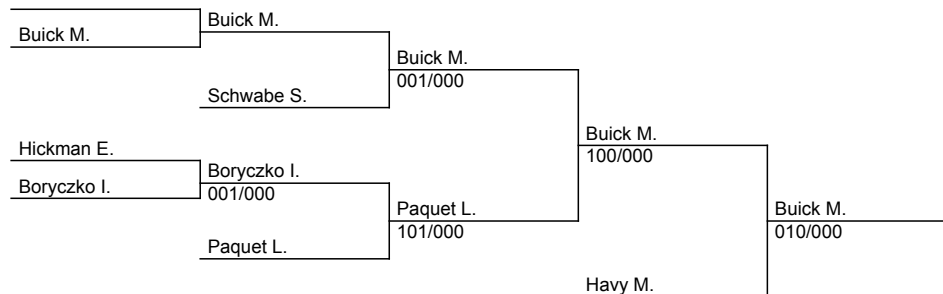 Buick M.
Buick M.
Buick M.
001/000
Schwabe S.
Buick M.
100/000
Hickman E.
Boryczko I.
001/000
Boryczko I.
Paquet L.
101/000
Buick M.
010/000
Paquet L.
Havy M.